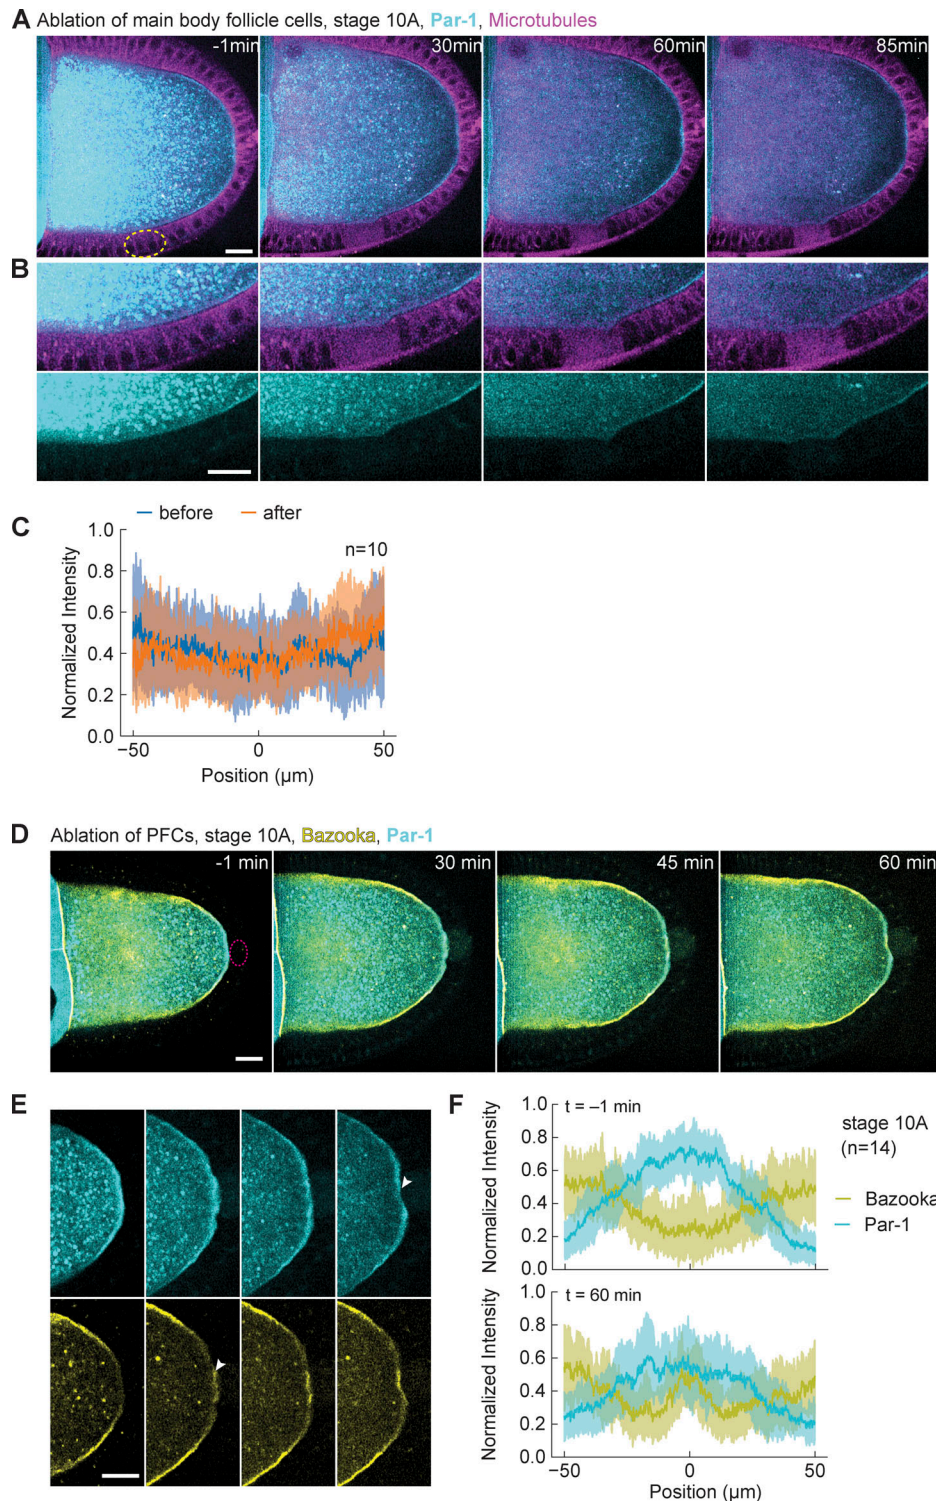 A Ablation of main body follicle cells, stage 10A, Par-1, Microtubules
-1min 30min 60min 85min
B
C
before after
n=10
Normalized Intensity
1.0
0.8
0.6
0.4
0.2
0.0
−50 0 50
Position (µm)
D Ablation of PFCs, stage 10A, Bazooka, Par-1
-1 min 30 min 45 min 60 min
E
F
t = −1 min
Normalized Intensity
1.0
0.8
0.6
0.4
0.2
0.0
stage 10A
(n=14)
Bazooka
Par-1
t = 60 min
Normalized Intensity
1.0
0.8
0.6
0.4
0.2
0.0
−50 0 50
Position (µm)